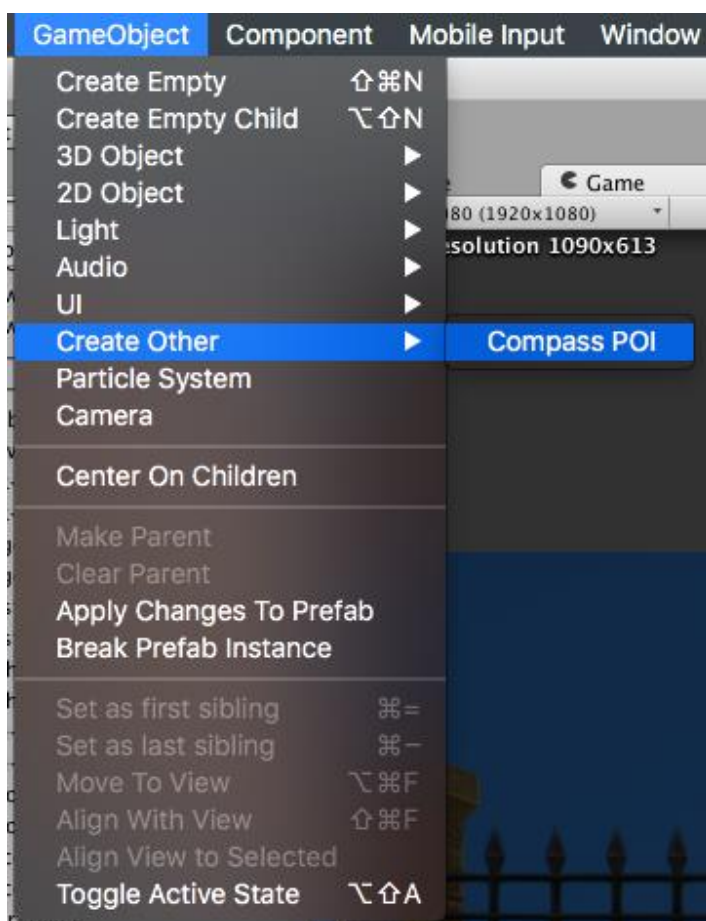 GameObject Component Mobile Input Window
Create Empty ⇧⌘N
Create Empty Child ⌥⇧N
3D Object ▶
2D Object ▶
Game
Light ▶
80 (1920x1080)
Audio ▶
esolution 1090x613
UI ▶
Create Other ▶ Compass POI
Particle System
Camera
Center On Children
Make Parent
Clear Parent
Apply Changes To Prefab
Break Prefab Instance
Set as first sibling ⌘=
Set as last sibling ⌘−
Move To View ⌥⌘F
Align With View ⇧⌘F
Align View to Selected
Toggle Active State ⌥⇧A